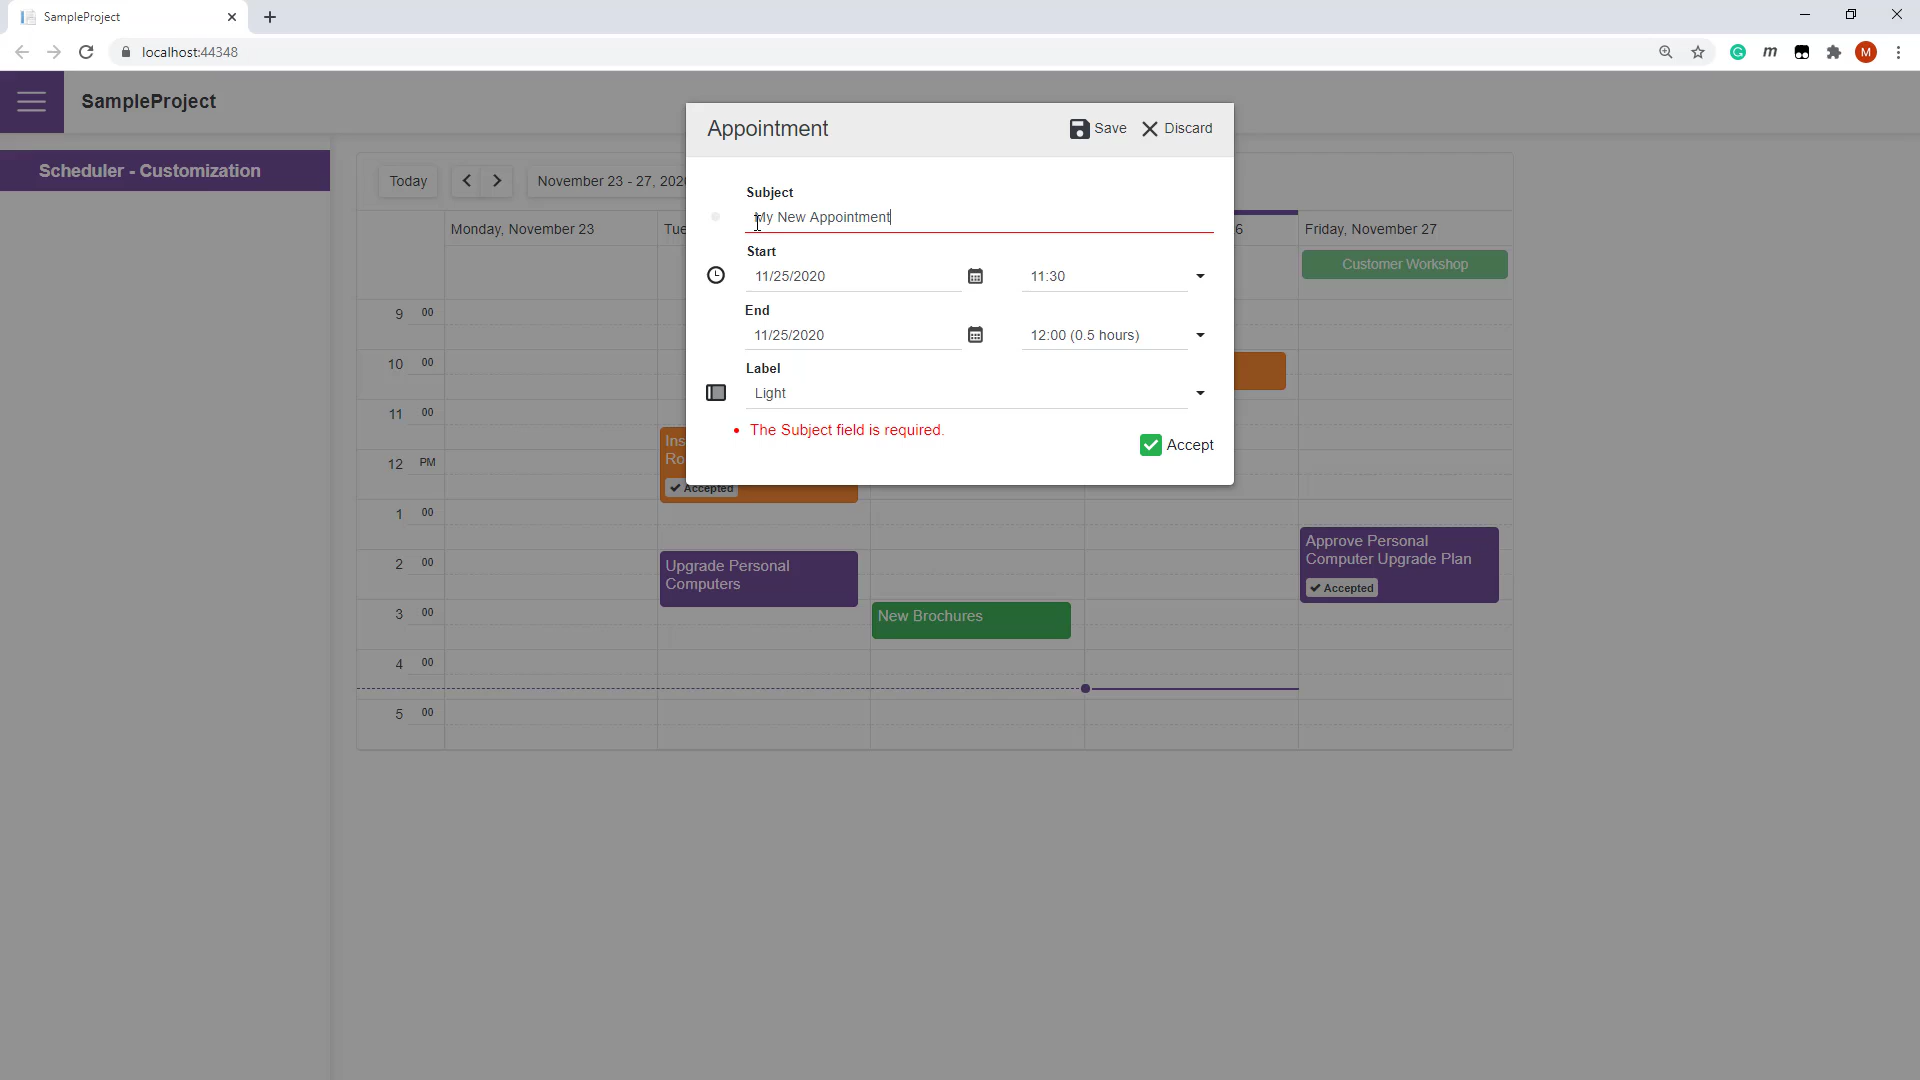 SampleProject
localhost:44348
M
SampleProject
Scheduler - Customization
Today
November 23 - 27, 2020
Monday, November 23
Tue
6
Friday, November 27
Customer Workshop
Appointment
Save
Discard
Subject
My New Appointment
Start
11/25/2020
11:30
End
11/25/2020
12:00 (0.5 hours)
Label
Light
The Subject field is required.
Accept
9 00
10 00
11 00
12 PM
1 00
2 00
3 00
4 00
5 00
Ins
Ro
Accepted
Upgrade Personal
Computers
New Brochures
Approve Personal
Computer Upgrade Plan
Accepted